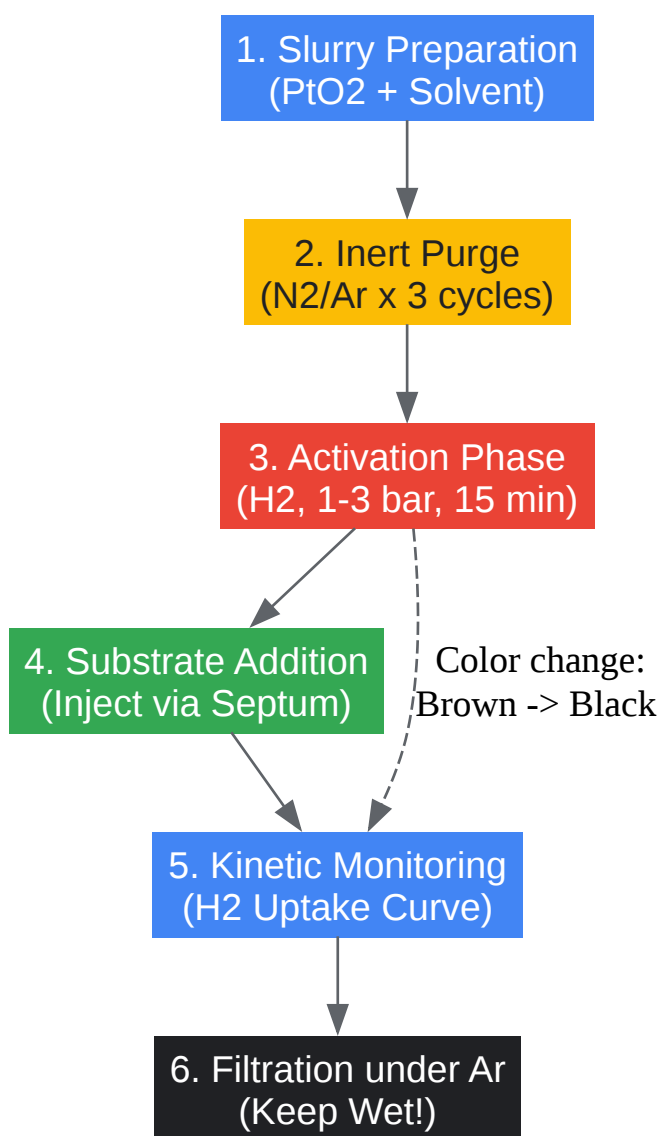 1. Slurry Preparation
(PtO2 + Solvent)
2. Inert Purge
(N2/Ar x 3 cycles)
3. Activation Phase
(H2, 1-3 bar, 15 min)
4. Substrate Addition
(Inject via Septum)
Color change:
Brown -> Black
5. Kinetic Monitoring
(H2 Uptake Curve)
6. Filtration under Ar
(Keep Wet!)